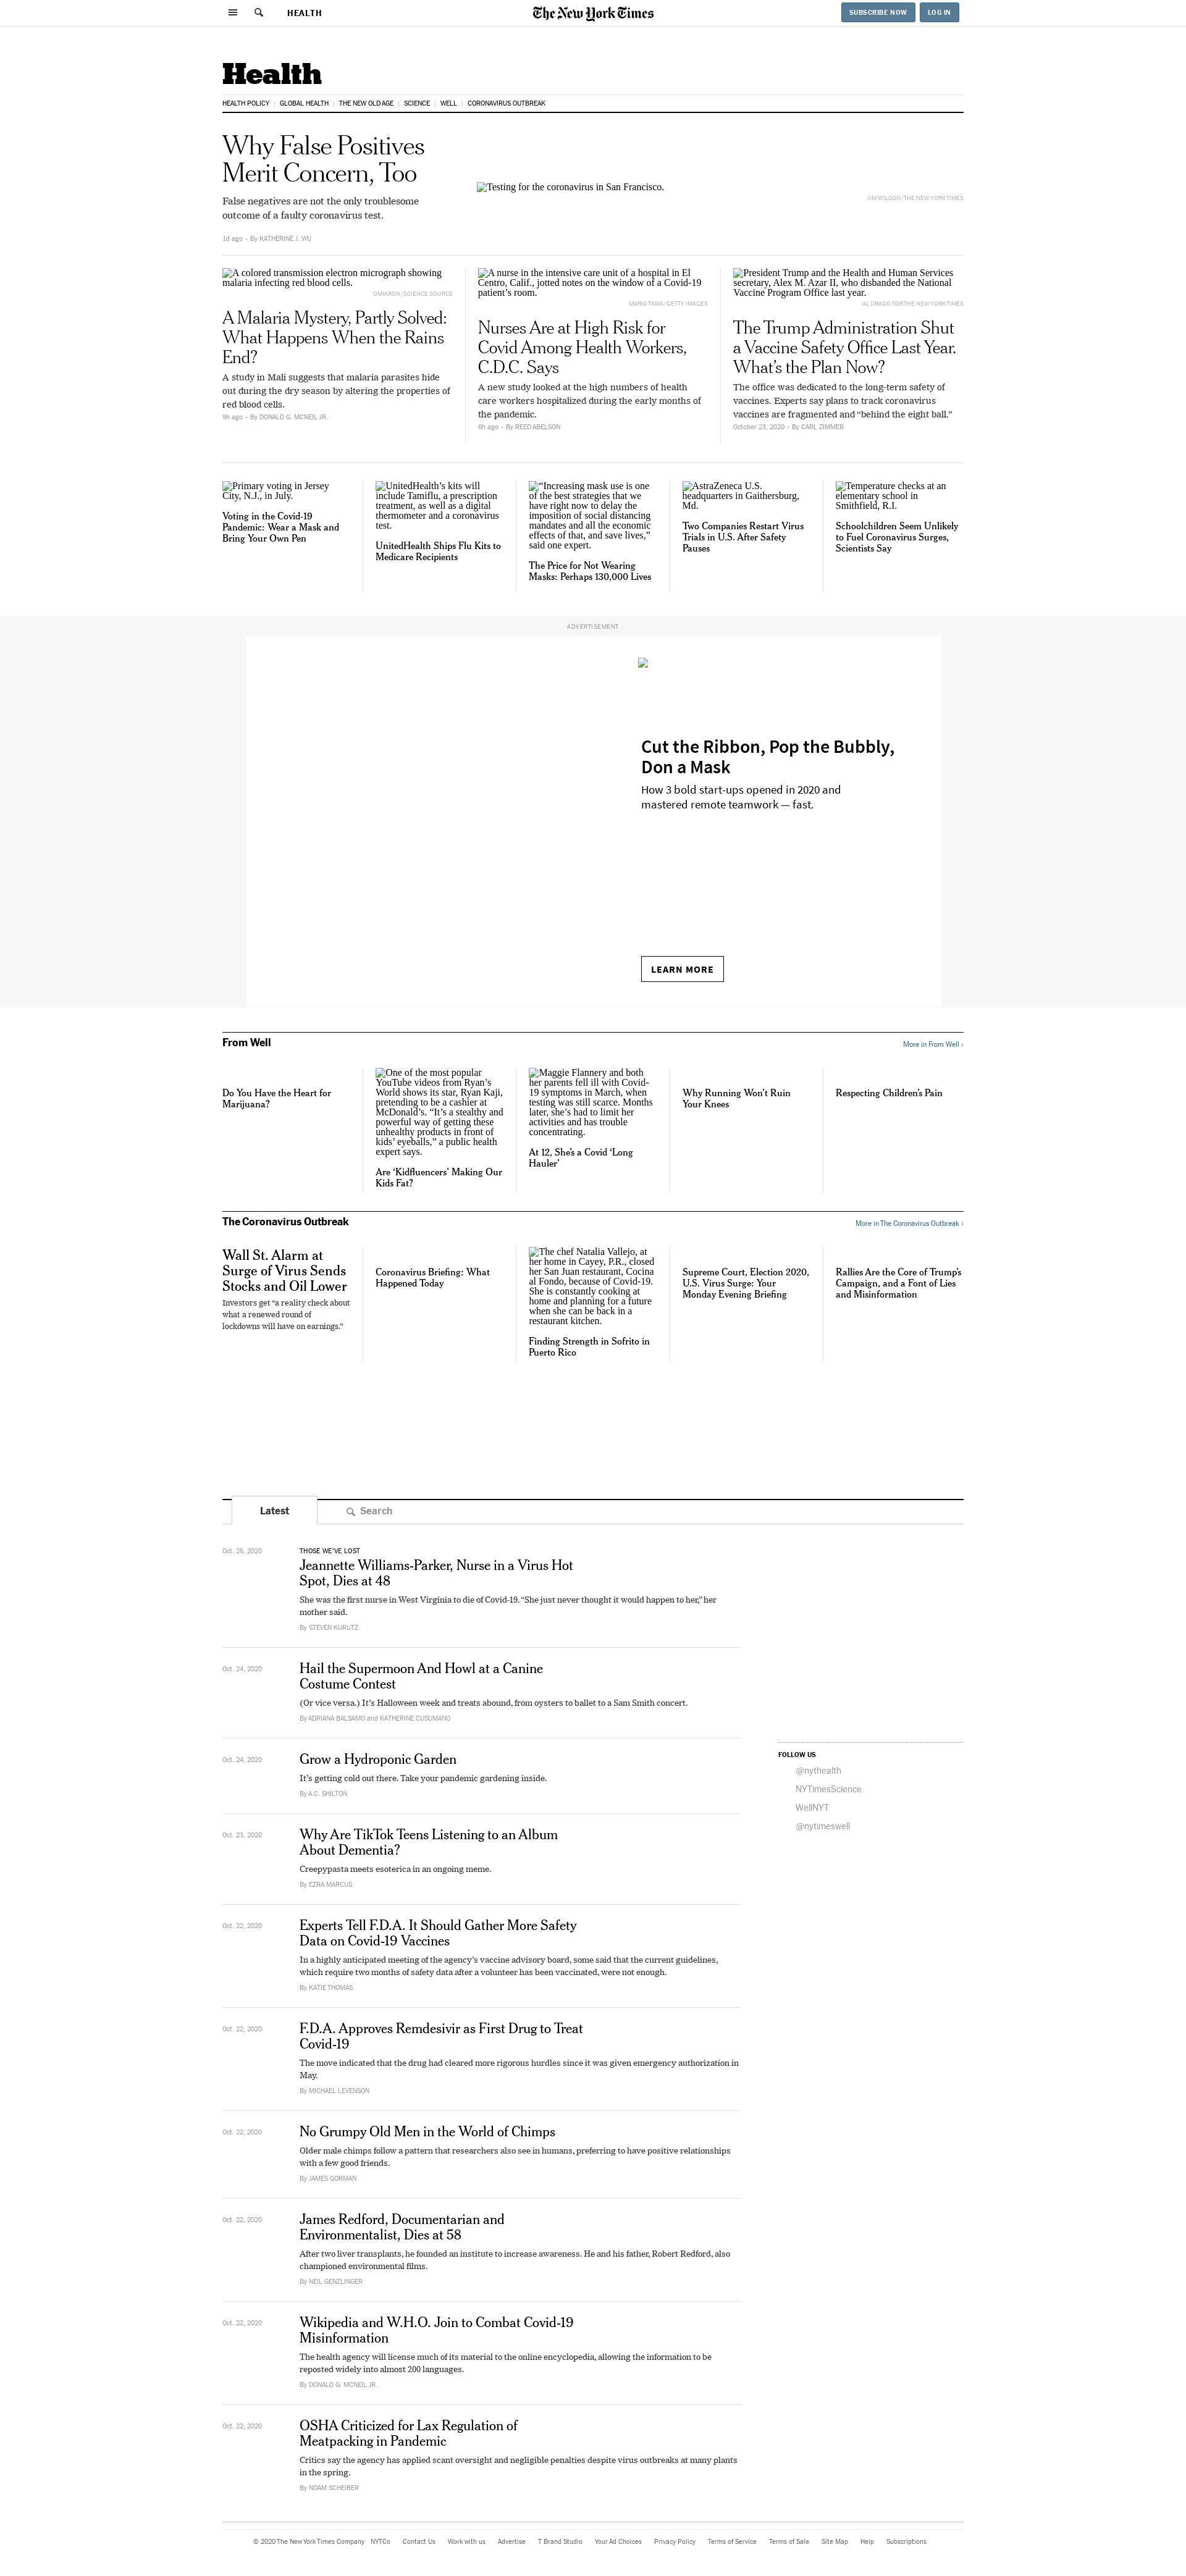 HEALTH
The New York Times
SUBSCRIBE NOW
LOG IN
Health
HEALTH POLICY
GLOBAL HEALTH
THE NEW OLD AGE
SCIENCE
WELL
CORONAVIRUS OUTBREAK
Why False Positives
Merit Concern, Too
False negatives are not the only troublesome
outcome of a faulty coronavirus test.
1d ago • By KATHERINE J. WU
Testing for the coronavirus in San Francisco.
JIM WILSON/THE NEW YORK TIMES
A colored transmission electron micrograph showing
malaria infecting red blood cells.
OMIKRON/SCIENCE SOURCE
A Malaria Mystery, Partly Solved:
What Happens When the Rains
End?
A study in Mali suggests that malaria parasites hide
out during the dry season by altering the properties of
red blood cells.
9h ago • By DONALD G. MCNEIL JR.
A nurse in the intensive care unit of a hospital in El
Centro, Calif., jotted notes on the window of a Covid-19
patient's room.
MARIO TAMA/GETTY IMAGES
Nurses Are at High Risk for
Covid Among Health Workers,
C.D.C. Says
A new study looked at the high numbers of health
care workers hospitalized during the early months of
the pandemic.
6h ago • By REED ABELSON
President Trump and the Health and Human Services
secretary, Alex M. Azar II, who disbanded the National
Vaccine Program Office last year.
AL DRAGO FOR THE NEW YORK TIMES
The Trump Administration Shut
a Vaccine Safety Office Last Year.
What's the Plan Now?
The office was dedicated to the long-term safety of
vaccines. Experts say plans to track coronavirus
vaccines are fragmented and “behind the eight ball.”
October 23, 2020 • By CARL ZIMMER
Primary voting in Jersey
City, N.J., in July.
Voting in the Covid-19
Pandemic: Wear a Mask and
Bring Your Own Pen
UnitedHealth's kits will
include Tamiflu, a prescription
treatment, as well as a digital
thermometer and a coronavirus
test.
UnitedHealth Ships Flu Kits to
Medicare Recipients
“Increasing mask use is one
of the best strategies that we
have right now to delay the
imposition of social distancing
mandates and all the economic
effects of that, and save lives,”
said one expert.
The Price for Not Wearing
Masks: Perhaps 130,000 Lives
AstraZeneca U.S.
headquarters in Gaithersburg,
Md.
Two Companies Restart Virus
Trials in U.S. After Safety
Pauses
Temperature checks at an
elementary school in
Smithfield, R.I.
Schoolchildren Seem Unlikely
to Fuel Coronavirus Surges,
Scientists Say
ADVERTISEMENT
Cut the Ribbon, Pop the Bubbly,
Don a Mask
How 3 bold start-ups opened in 2020 and
mastered remote teamwork — fast.
LEARN MORE
From Well
More in From Well ›
Do You Have the Heart for
Marijuana?
One of the most popular
YouTube videos from Ryan's
World shows its star, Ryan Kaji,
pretending to be a cashier at
McDonald's. “It's a stealthy and
powerful way of getting these
unhealthy products in front of
kids' eyeballs,” a public health
expert says.
Are ‘Kidfluencers’ Making Our
Kids Fat?
Maggie Flannery and both
her parents fell ill with Covid-
19 symptoms in March, when
testing was still scarce. Months
later, she's had to limit her
activities and has trouble
concentrating.
At 12, She's a Covid ‘Long
Hauler’
Why Running Won't Ruin
Your Knees
Respecting Children's Pain
The Coronavirus Outbreak
More in The Coronavirus Outbreak ›
Wall St. Alarm at
Surge of Virus Sends
Stocks and Oil Lower
Investors get “a reality check about
what a renewed round of
lockdowns will have on earnings.”
Coronavirus Briefing: What
Happened Today
The chef Natalia Vallejo, at
her home in Cayey, P.R., closed
her San Juan restaurant, Cocina
al Fondo, because of Covid-19.
She is constantly cooking at
home and planning for a future
when she can be back in a
restaurant kitchen.
Finding Strength in Sofrito in
Puerto Rico
Supreme Court, Election 2020,
U.S. Virus Surge: Your
Monday Evening Briefing
Rallies Are the Core of Trump's
Campaign, and a Font of Lies
and Misinformation
Latest
Search
Oct. 26, 2020
THOSE WE'VE LOST
Jeannette Williams-Parker, Nurse in a Virus Hot
Spot, Dies at 48
She was the first nurse in West Virginia to die of Covid-19. “She just never thought it would happen to her,” her
mother said.
By STEVEN KURUTZ
Oct. 24, 2020
Hail the Supermoon And Howl at a Canine
Costume Contest
(Or vice versa.) It's Halloween week and treats abound, from oysters to ballet to a Sam Smith concert.
By ADRIANA BALSAMO and KATHERINE CUSUMANO
Oct. 24, 2020
Grow a Hydroponic Garden
It's getting cold out there. Take your pandemic gardening inside.
By A.C. SHILTON
Oct. 23, 2020
Why Are TikTok Teens Listening to an Album
About Dementia?
Creepypasta meets esoterica in an ongoing meme.
By EZRA MARCUS
Oct. 22, 2020
Experts Tell F.D.A. It Should Gather More Safety
Data on Covid-19 Vaccines
In a highly anticipated meeting of the agency's vaccine advisory board, some said that the current guidelines,
which require two months of safety data after a volunteer has been vaccinated, were not enough.
By KATIE THOMAS
Oct. 22, 2020
F.D.A. Approves Remdesivir as First Drug to Treat
Covid-19
The move indicated that the drug had cleared more rigorous hurdles since it was given emergency authorization in
May.
By MICHAEL LEVENSON
Oct. 22, 2020
No Grumpy Old Men in the World of Chimps
Older male chimps follow a pattern that researchers also see in humans, preferring to have positive relationships
with a few good friends.
By JAMES GORMAN
Oct. 22, 2020
James Redford, Documentarian and
Environmentalist, Dies at 58
After two liver transplants, he founded an institute to increase awareness. He and his father, Robert Redford, also
championed environmental films.
By NEIL GENZLINGER
Oct. 22, 2020
Wikipedia and W.H.O. Join to Combat Covid-19
Misinformation
The health agency will license much of its material to the online encyclopedia, allowing the information to be
reposted widely into almost 200 languages.
By DONALD G. MCNEIL JR.
Oct. 22, 2020
OSHA Criticized for Lax Regulation of
Meatpacking in Pandemic
Critics say the agency has applied scant oversight and negligible penalties despite virus outbreaks at many plants
in the spring.
By NOAM SCHEIBER
FOLLOW US
@nythealth
NYTimesScience
WellNYT
@nytimeswell
© 2020 The New York Times Company NYTCo Contact Us Work with us Advertise T Brand Studio Your Ad Choices Privacy Policy Terms of Service Terms of Sale Site Map Help Subscriptions